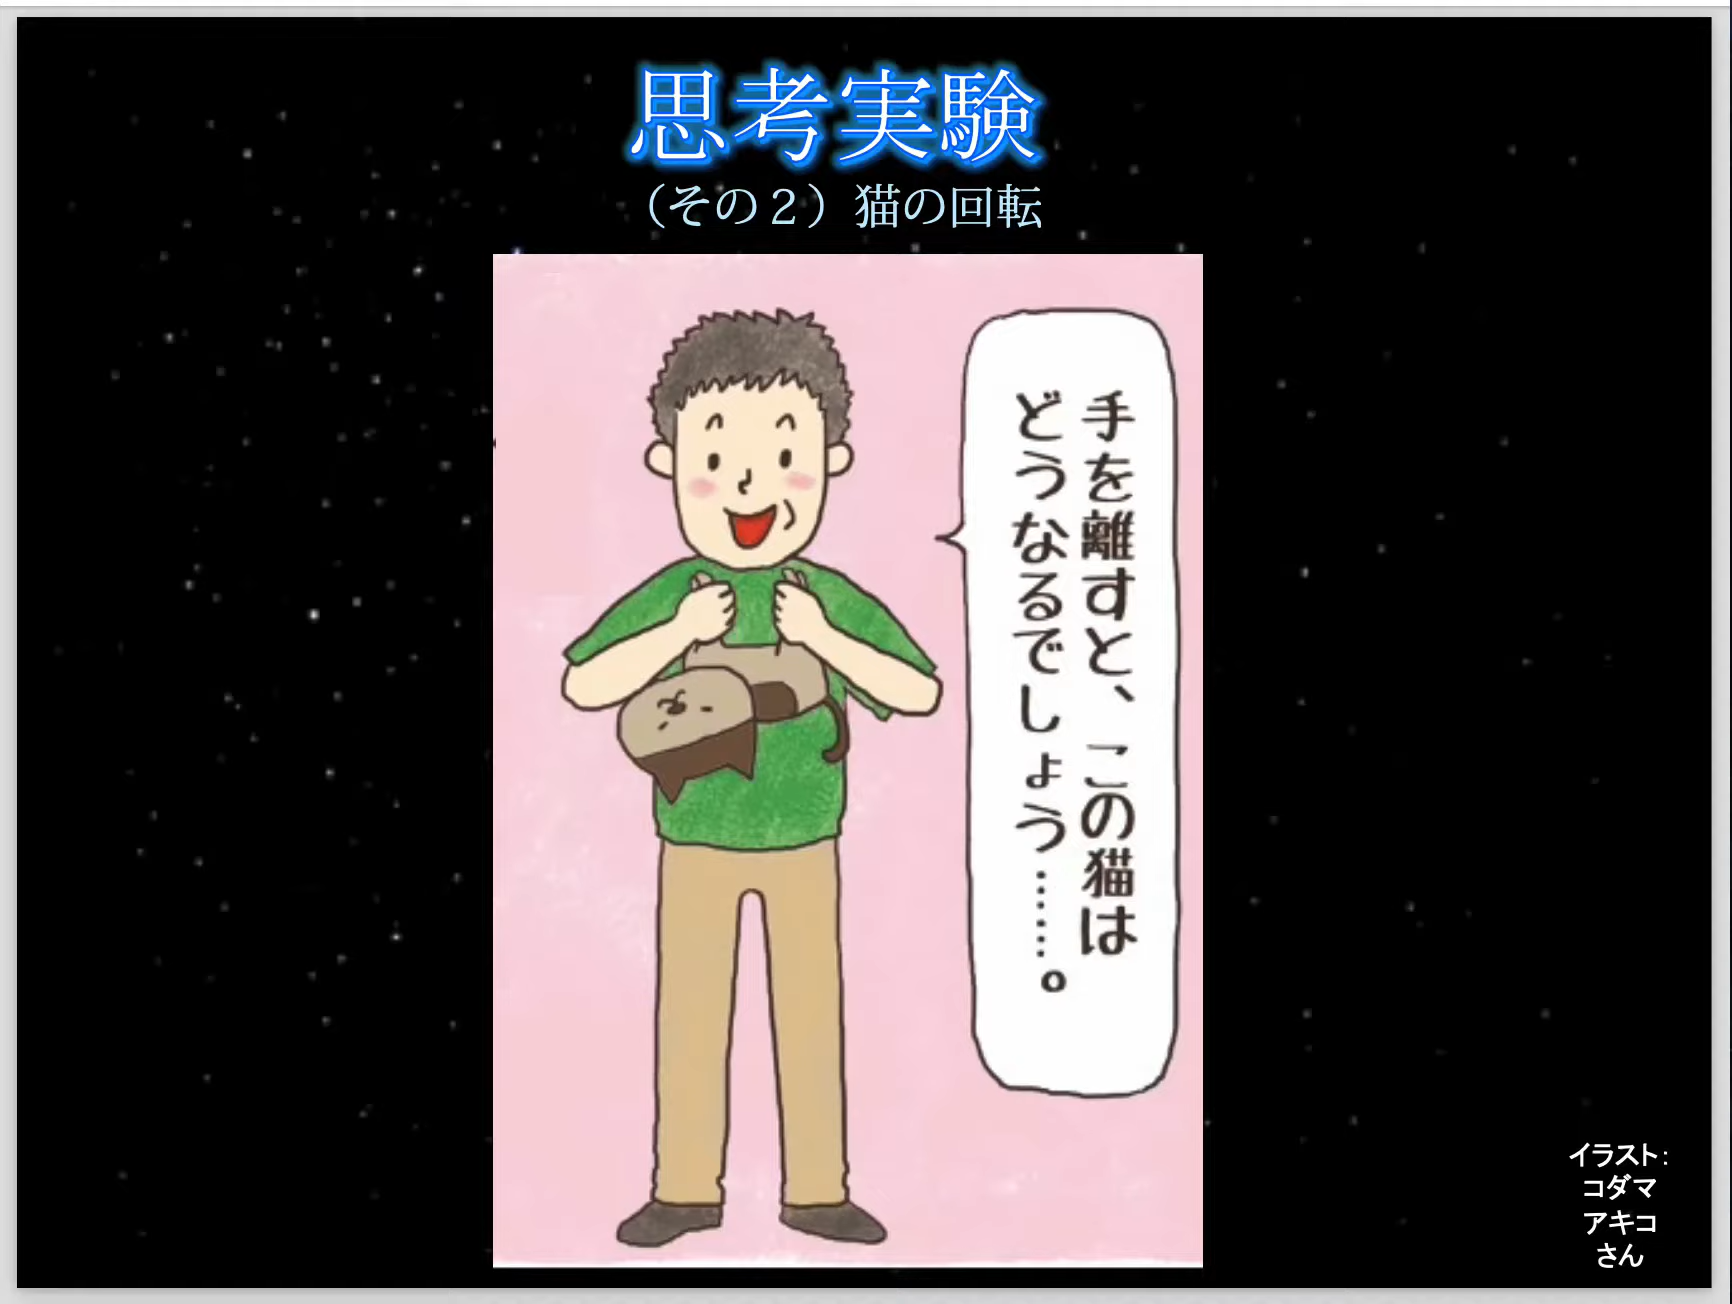 思考実験
（その２）猫の回転
手を離すと、この猫は
どうなるでしょう……。
イラスト：
コダマ
アキコ
さん